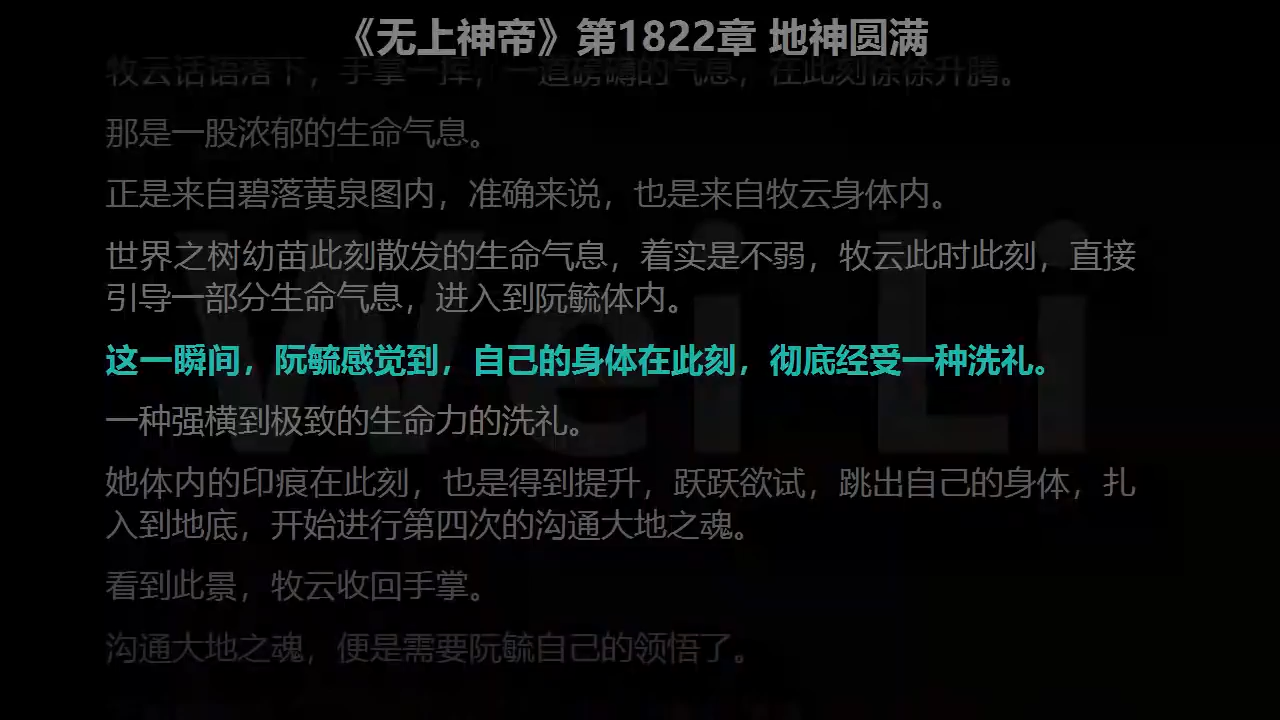 《无上神帝》第1822章 地神圆满
牧云话语落下，手掌一挥，一道磅礴的气息，在此刻徐徐升腾。
那是一股浓郁的生命气息。
正是来自碧落黄泉图内，准确来说，也是来自牧云身体内。
世界之树幼苗此刻散发的生命气息，着实是不弱，牧云此时此刻，直接
引导一部分生命气息，进入到阮毓体内。
这一瞬间，阮毓感觉到，自己的身体在此刻，彻底经受一种洗礼。
一种强横到极致的生命力的洗礼。
她体内的印痕在此刻，也是得到提升，跃跃欲试，跳出自己的身体，扎
入到地底，开始进行第四次的沟通大地之魂。
看到此景，牧云收回手掌。
沟通大地之魂，便是需要阮毓自己的领悟了。
Wei Li